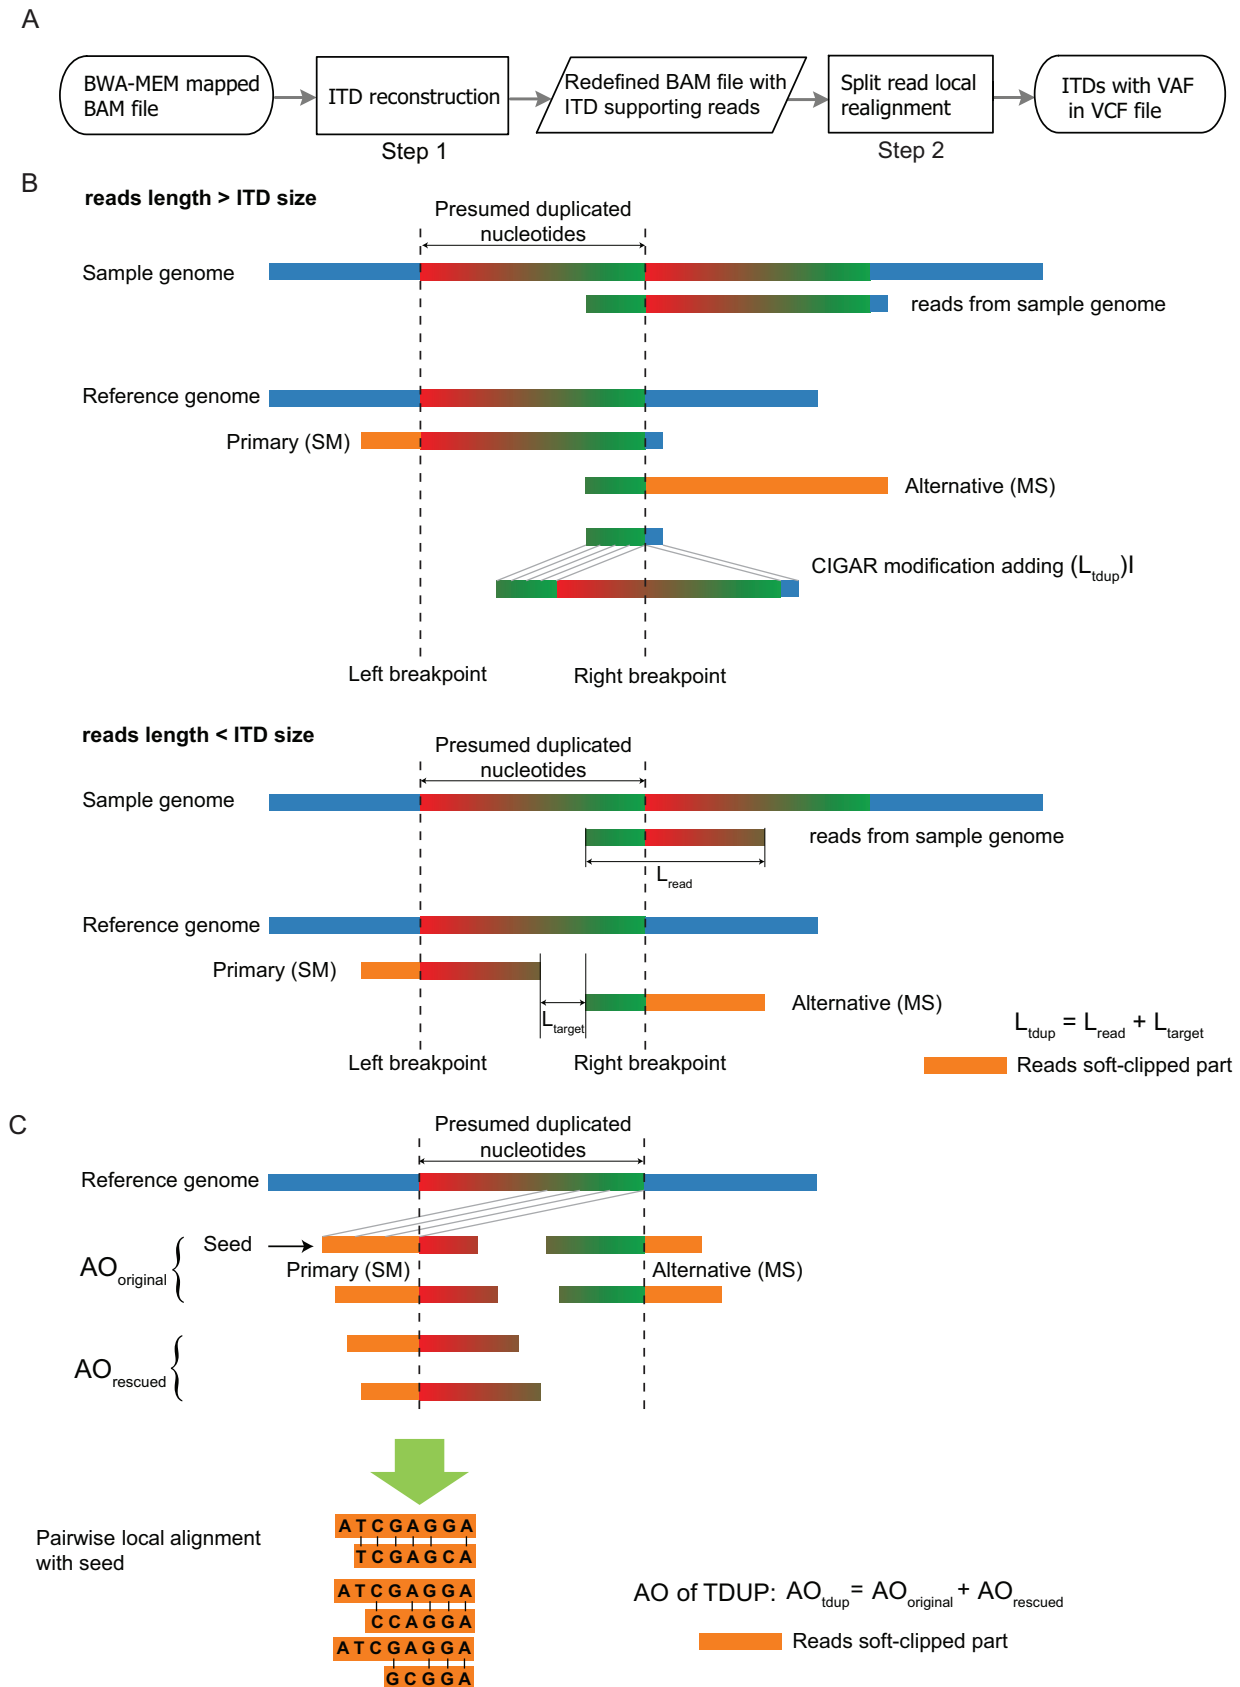 A
BWA-MEM mapped
BAM file
ITD reconstruction
Redefined BAM file with
ITD supporting reads
Split read local
realignment
ITDs with VAF
in VCF file
Step 1
Step 2
B
reads length > ITD size
Presumed duplicated
nucleotides
Sample genome
reads from sample genome
Reference genome
Primary (SM)
Alternative (MS)
CIGAR modification adding (Ltdup)I
Left breakpoint
Right breakpoint
reads length < ITD size
Presumed duplicated
nucleotides
Sample genome
reads from sample genome
Lread
Reference genome
Primary (SM)
Alternative (MS)
Ltarget
Ltdup = Lread + Ltarget
Left breakpoint
Right breakpoint
Reads soft-clipped part
C
Presumed duplicated
nucleotides
Reference genome
Seed
AOoriginal
Primary (SM)
Alternative (MS)
AOrescued
Pairwise local alignment
with seed
ATCGAGGA
TCGAGCA
ATCGAGGA
CCAGGA
ATCGAGGA
GCGGA
AO of TDUP: AOtdup = AOoriginal + AOrescued
Reads soft-clipped part